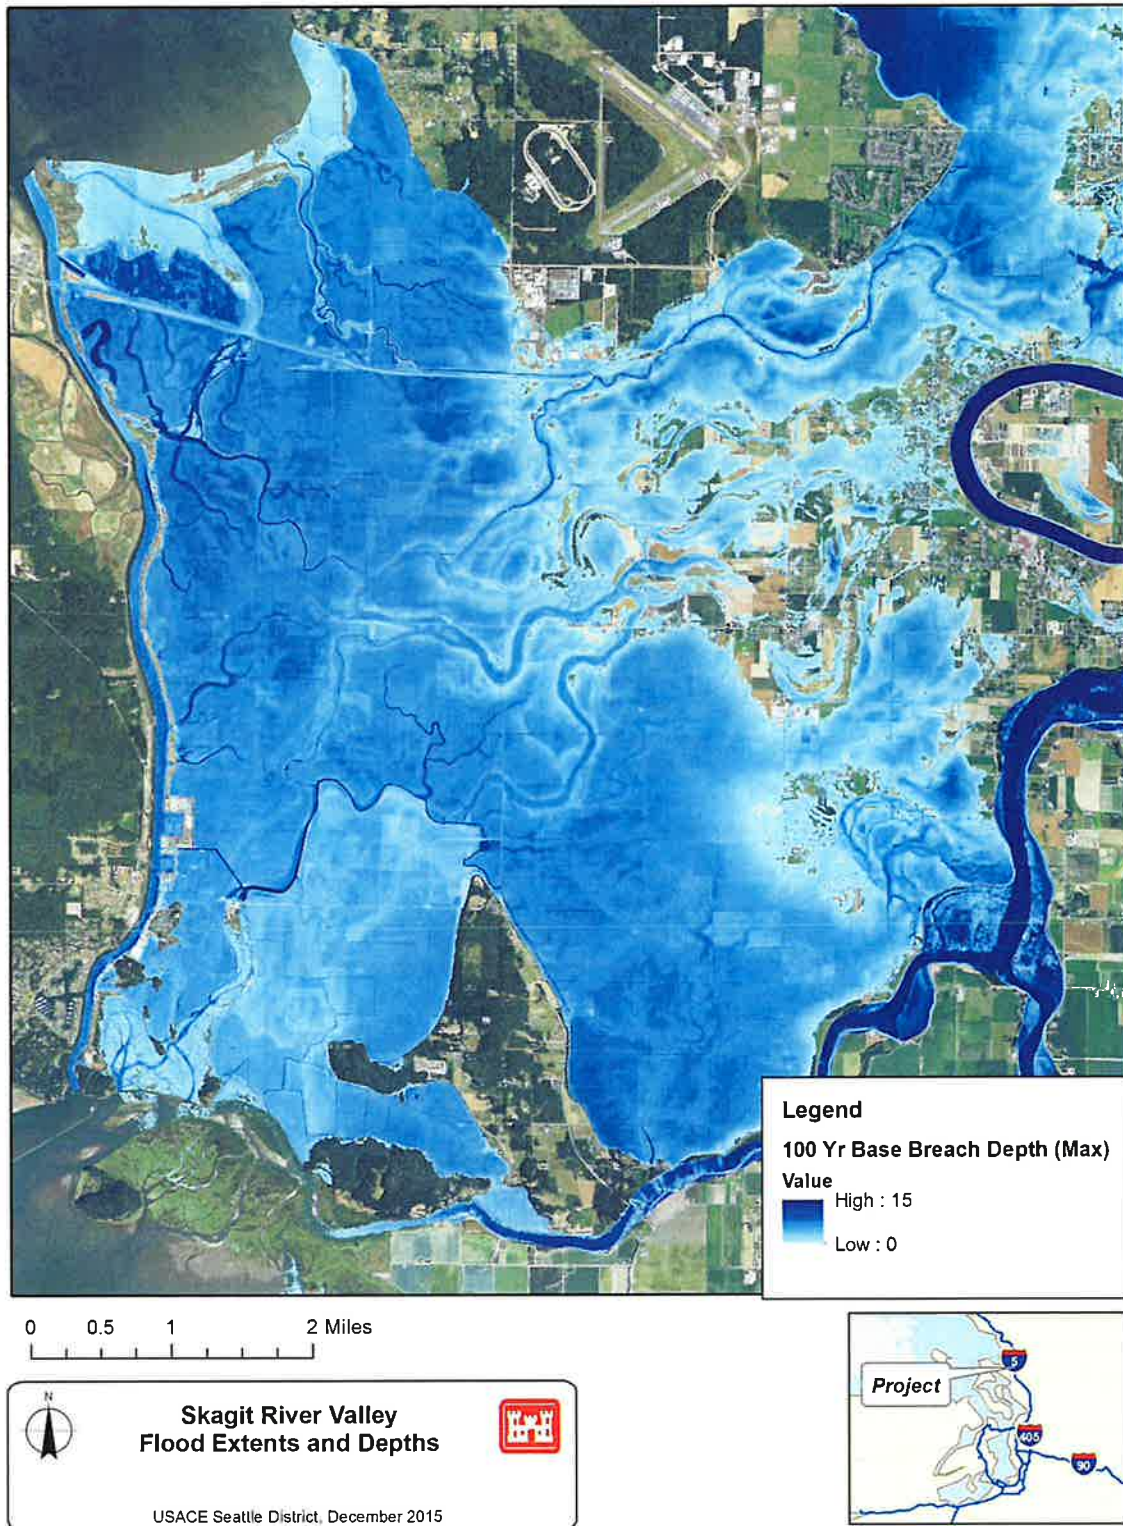 Legend
100 Yr Base Breach Depth (Max)
Value
High : 15
Low : 0
0 0.5 1 2 Miles
N
Skagit River Valley
Flood Extents and Depths
USACE Seattle District, December 2015
Project
5
405
90